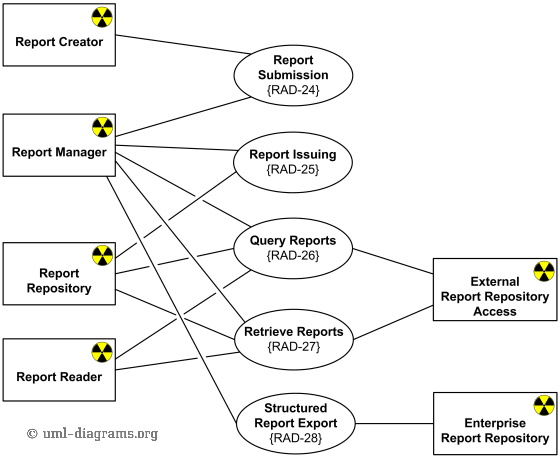 Report Creator
Report
Submission
{RAD-24}
Report Manager
Report Issuing
{RAD-25}
Report
Repository
Query Reports
{RAD-26}
External
Report Repository
Access
Retrieve Reports
{RAD-27}
Report Reader
Structured
Report Export
{RAD-28}
Enterprise
Report Repository
© uml-diagrams.org